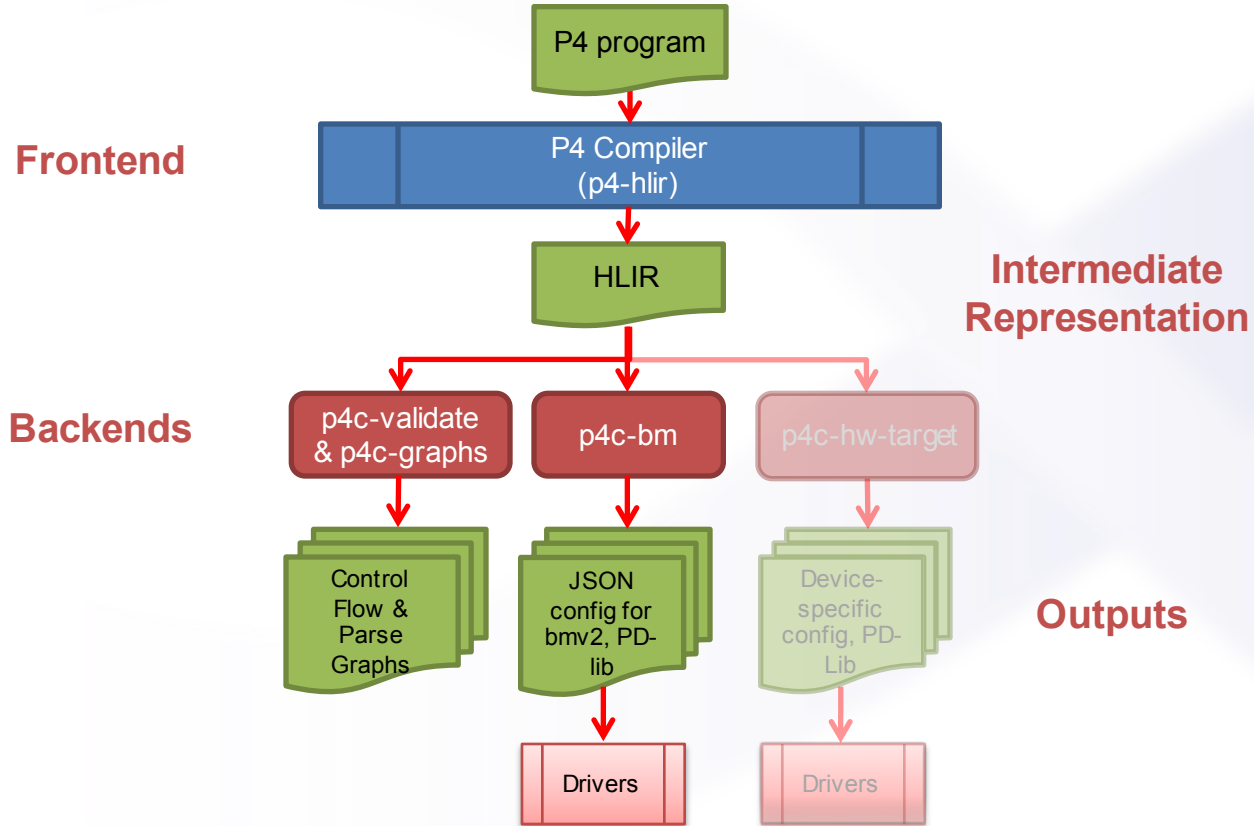 P4 program
Frontend
P4 Compiler
(p4-hlir)
HLIR
Intermediate
Representation
Backends
p4c-validate
& p4c-graphs
p4c-bm
p4c-hw-target
Control
Flow &
Parse
Graphs
JSON
config for
bmv2, PD-
lib
Device-
specific
config, PD-
Lib
Outputs
Drivers
Drivers